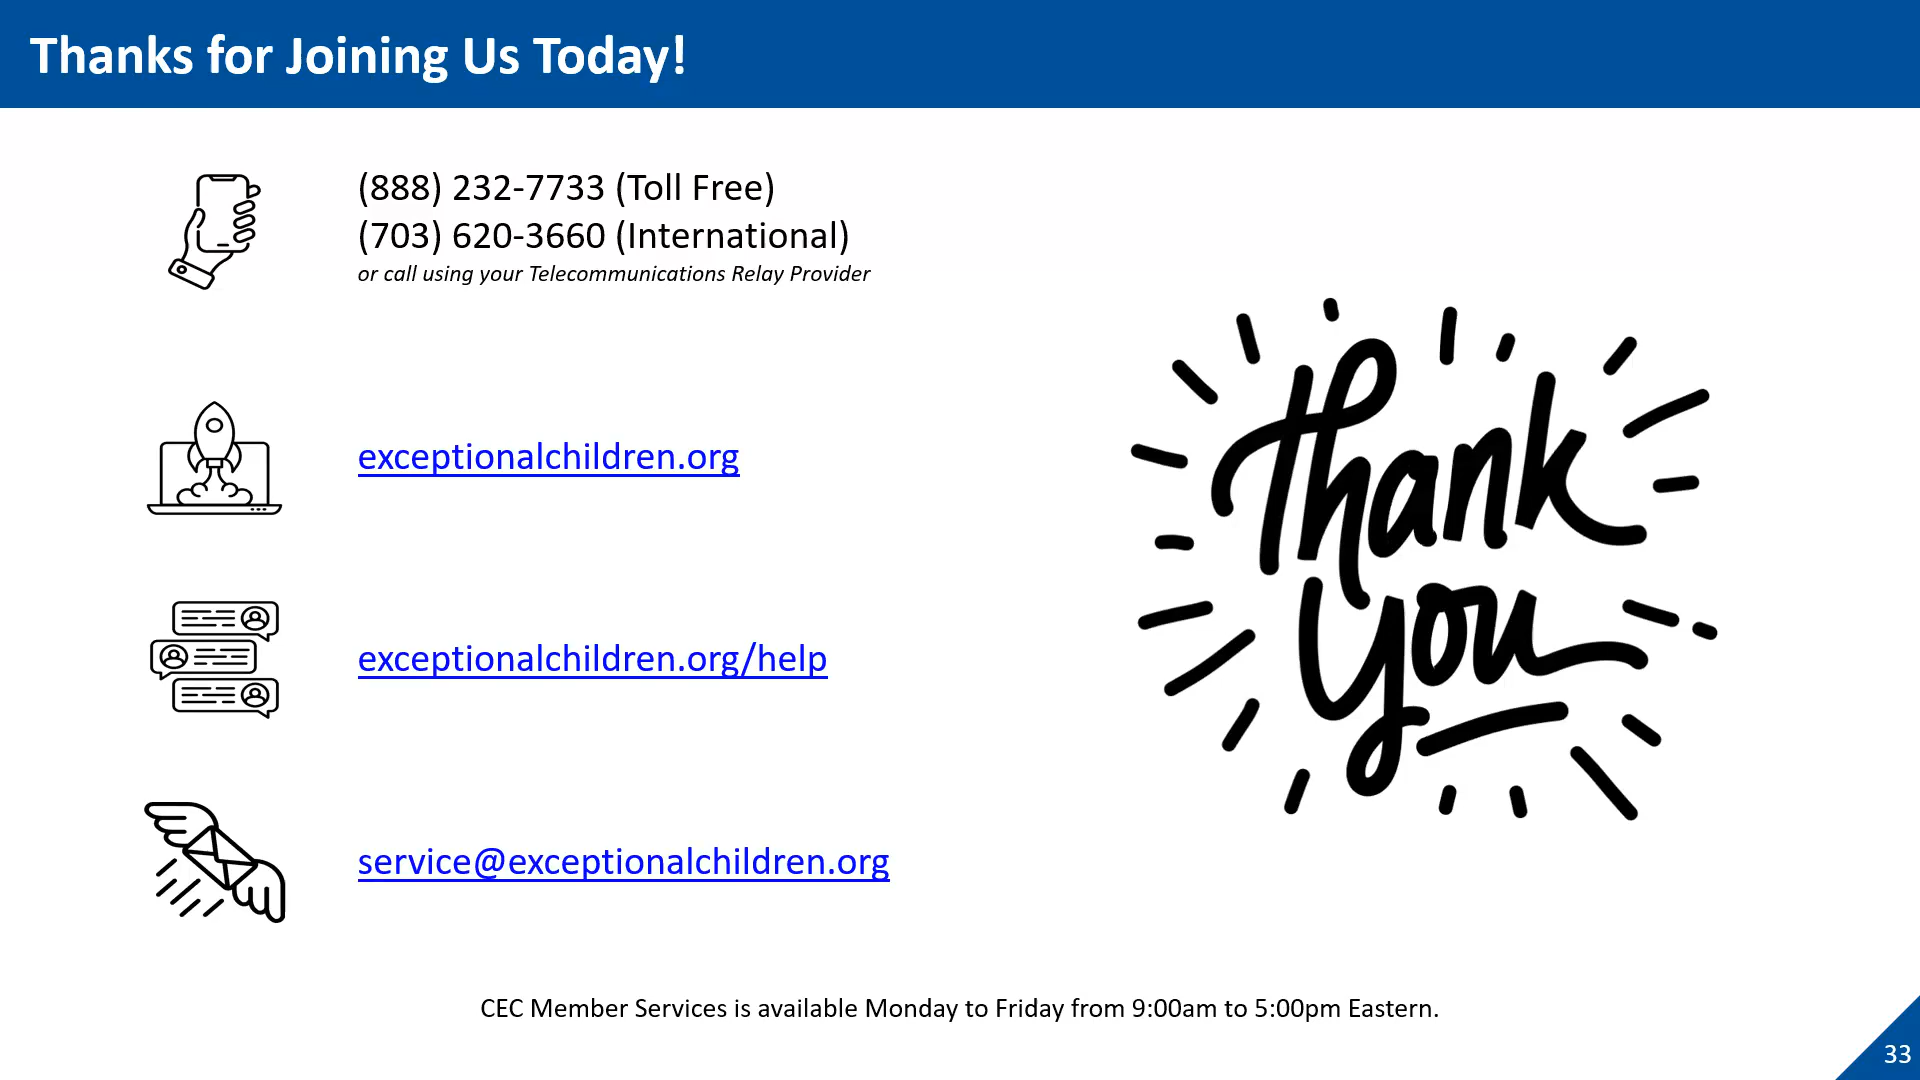 Thanks for Joining Us Today!
(888) 232-7733 (Toll Free)
(703) 620-3660 (International)
or call using your Telecommunications Relay Provider
exceptionalchildren.org
exceptionalchildren.org/help
service@exceptionalchildren.org
thank
you
CEC Member Services is available Monday to Friday from 9:00am to 5:00pm Eastern.
33